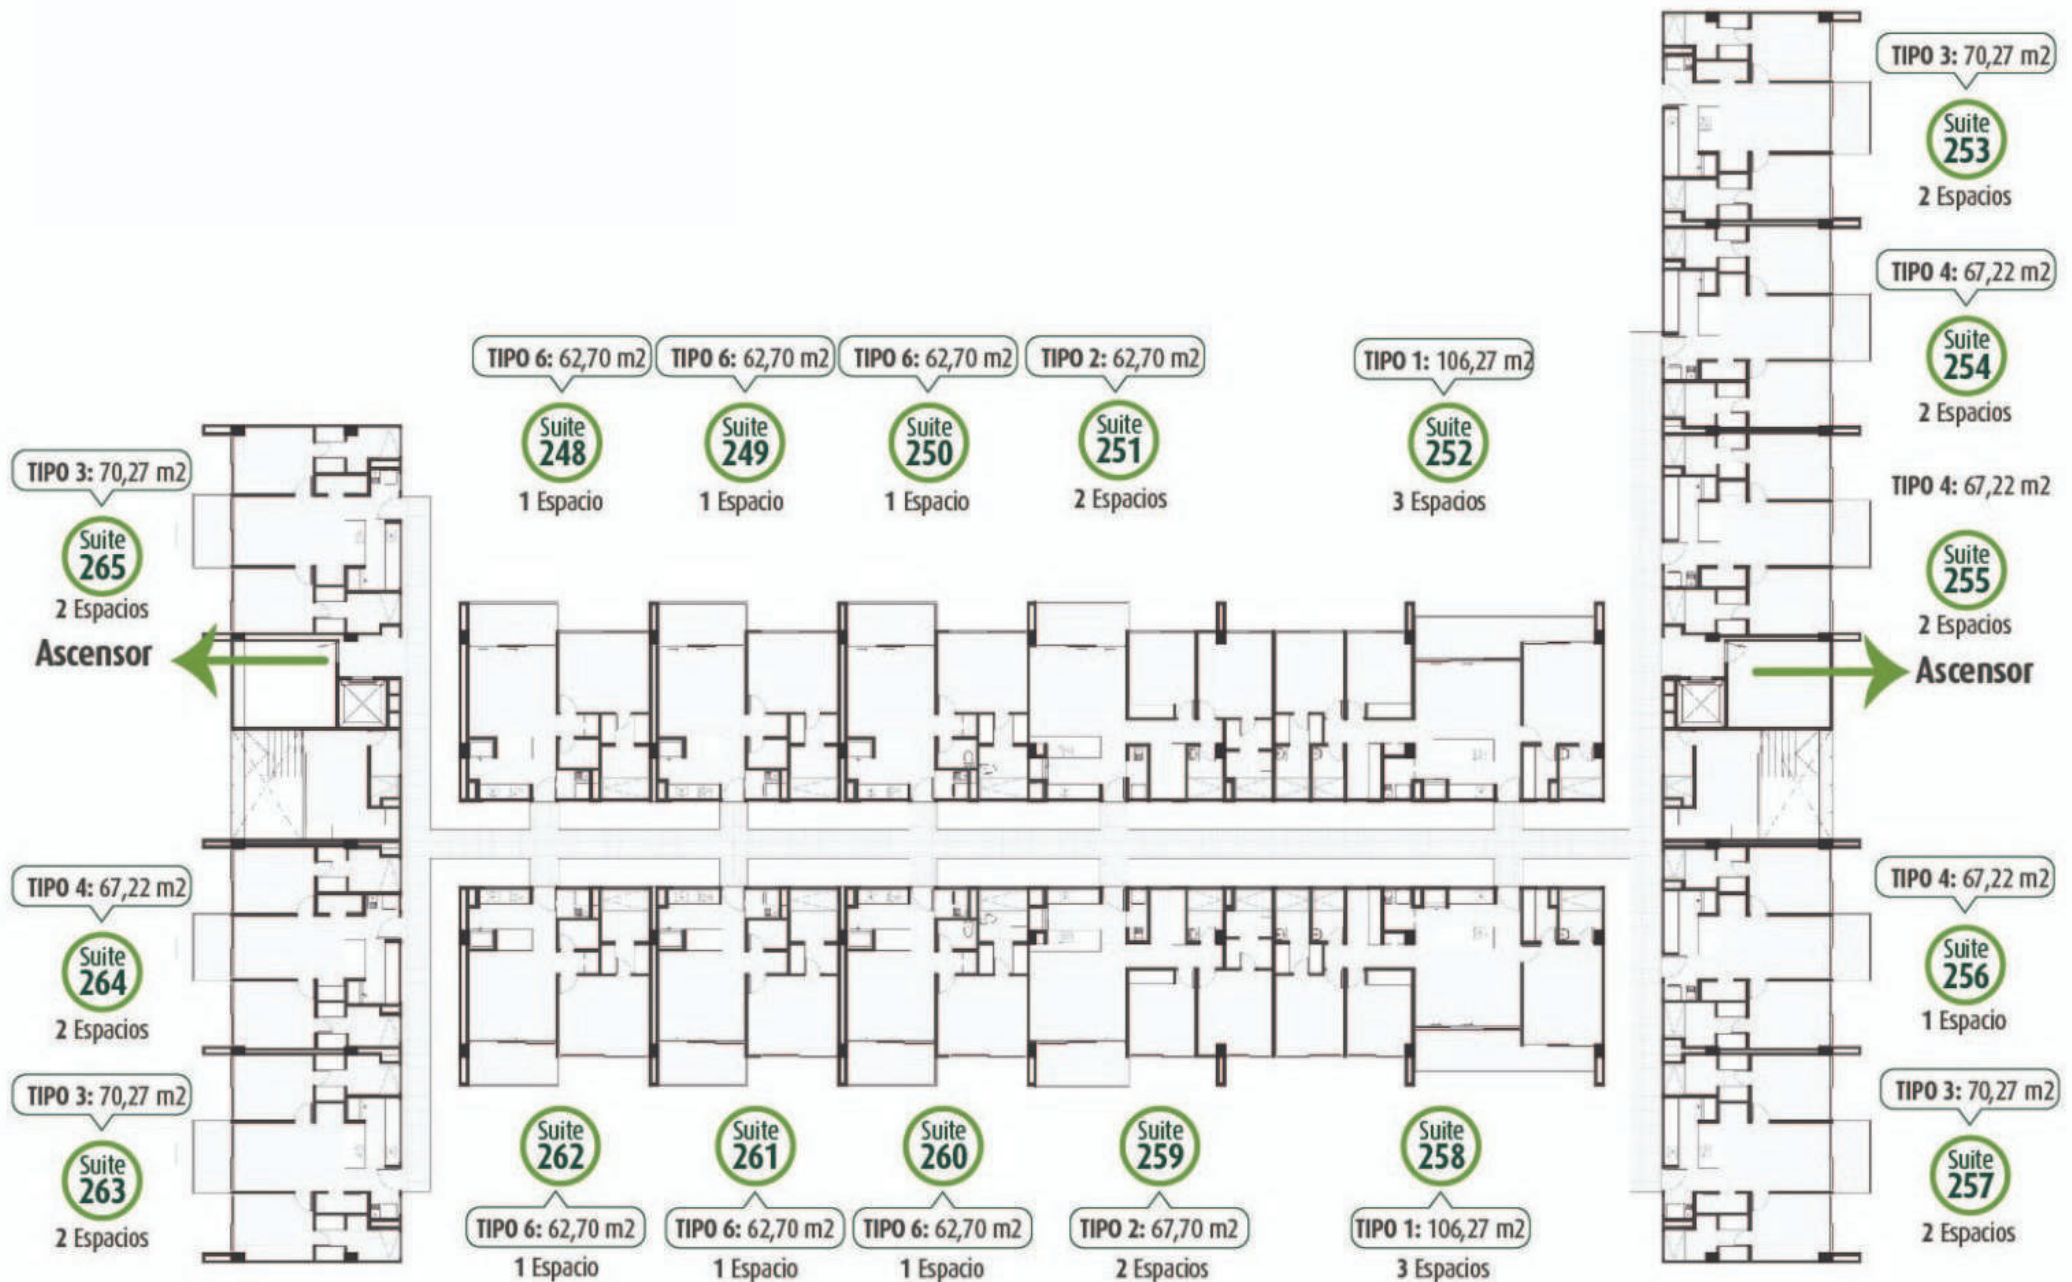 TIPO 3: 70,27 m2
Suite
253
2 Espacios
TIPO 4: 67,22 m2
Suite
254
2 Espacios
TIPO 4: 67,22 m2
Suite
255
2 Espacios
Ascensor
TIPO 4: 67,22 m2
Suite
256
1 Espacio
TIPO 3: 70,27 m2
Suite
257
2 Espacios
TIPO 6: 62,70 m2
Suite
248
1 Espacio
TIPO 6: 62,70 m2
Suite
249
1 Espacio
TIPO 6: 62,70 m2
Suite
250
1 Espacio
TIPO 2: 62,70 m2
Suite
251
2 Espacios
TIPO 1: 106,27 m2
Suite
252
3 Espacios
TIPO 3: 70,27 m2
Suite
265
2 Espacios
Ascensor
TIPO 4: 67,22 m2
Suite
264
2 Espacios
TIPO 3: 70,27 m2
Suite
263
2 Espacios
Suite
262
TIPO 6: 62,70 m2
1 Espacio
Suite
261
TIPO 6: 62,70 m2
1 Espacio
Suite
260
TIPO 6: 62,70 m2
1 Espacio
Suite
259
TIPO 2: 67,70 m2
2 Espacios
Suite
258
TIPO 1: 106,27 m2
3 Espacios